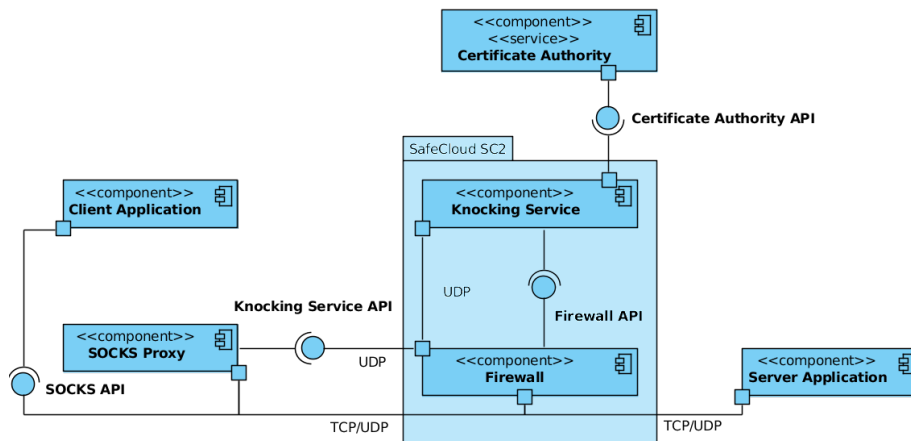 <<component>>
<<service>>
Certificate Authority
Certificate Authority API
SafeCloud SC2
<<component>>
Client Application
<<component>>
Knocking Service
UDP
Knocking Service API
Firewall API
<<component>>
SOCKS Proxy
UDP
<<component>>
Firewall
<<component>>
Server Application
SOCKS API
TCP/UDP
TCP/UDP